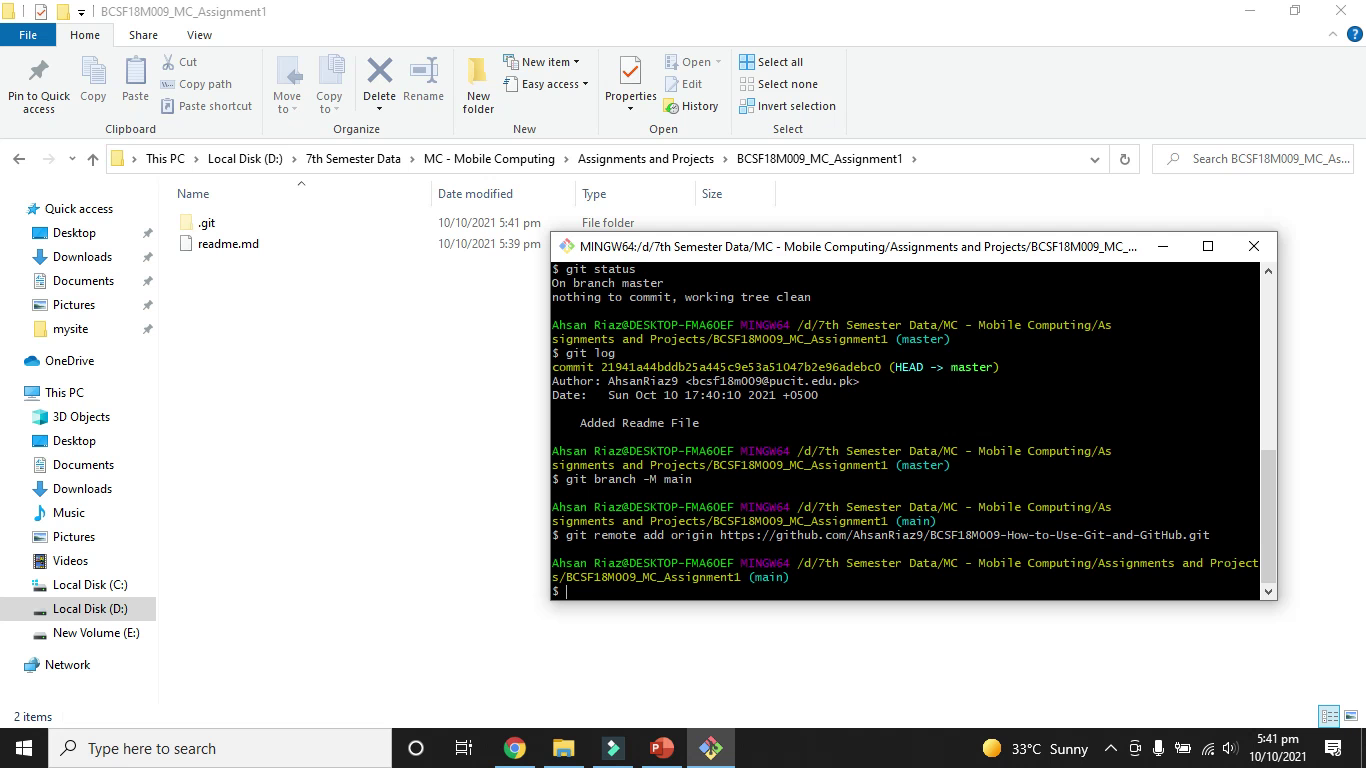 BCSF18M009_MC_Assignment1
File
Home
Share
View
Pin to Quick access
Copy
Paste
Cut
Copy path
Paste shortcut
Clipboard
Move to
Copy to
Delete
Rename
Organize
New folder
New item
Easy access
New
Properties
Open
Edit
History
Open
Select all
Select none
Invert selection
Select
This PC > Local Disk (D:) > 7th Semester Data > MC - Mobile Computing > Assignments and Projects > BCSF18M009_MC_Assignment1 >
Search BCSF18M009_MC_As...
Quick access
Desktop
Downloads
Documents
Pictures
mysite
OneDrive
This PC
3D Objects
Desktop
Documents
Downloads
Music
Pictures
Videos
Local Disk (C:)
Local Disk (D:)
New Volume (E:)
Network
Name Date modified Type Size
.git 10/10/2021 5:41 pm File folder
readme.md 10/10/2021 5:39 pm
MINGW64:/d/7th Semester Data/MC - Mobile Computing/Assignments and Projects/BCSF18M009_MC_...
$ git status
On branch master
nothing to commit, working tree clean
Ahsan Riaz@DESKTOP-FMA6OEF MINGW64 /d/7th Semester Data/MC - Mobile Computing/As
signments and Projects/BCSF18M009_MC_Assignment1 (master)
$ git log
commit 21941a44bddb25a445c9e53a51047b2e96adebc0 (HEAD -> master)
Author: AhsanRiaz9 <bcsf18m009@pucit.edu.pk>
Date:   Sun Oct 10 17:40:10 2021 +0500
Added Readme File
Ahsan Riaz@DESKTOP-FMA6OEF MINGW64 /d/7th Semester Data/MC - Mobile Computing/As
signments and Projects/BCSF18M009_MC_Assignment1 (master)
$ git branch -M main
Ahsan Riaz@DESKTOP-FMA6OEF MINGW64 /d/7th Semester Data/MC - Mobile Computing/As
signments and Projects/BCSF18M009_MC_Assignment1 (main)
$ git remote add origin https://github.com/AhsanRiaz9/BCSF18M009-How-to-Use-Git-and-GitHub.git
Ahsan Riaz@DESKTOP-FMA6OEF MINGW64 /d/7th Semester Data/MC - Mobile Computing/Assignments and Project
s/BCSF18M009_MC_Assignment1 (main)
$
2 items
Type here to search
33°C Sunny
5:41 pm
10/10/2021